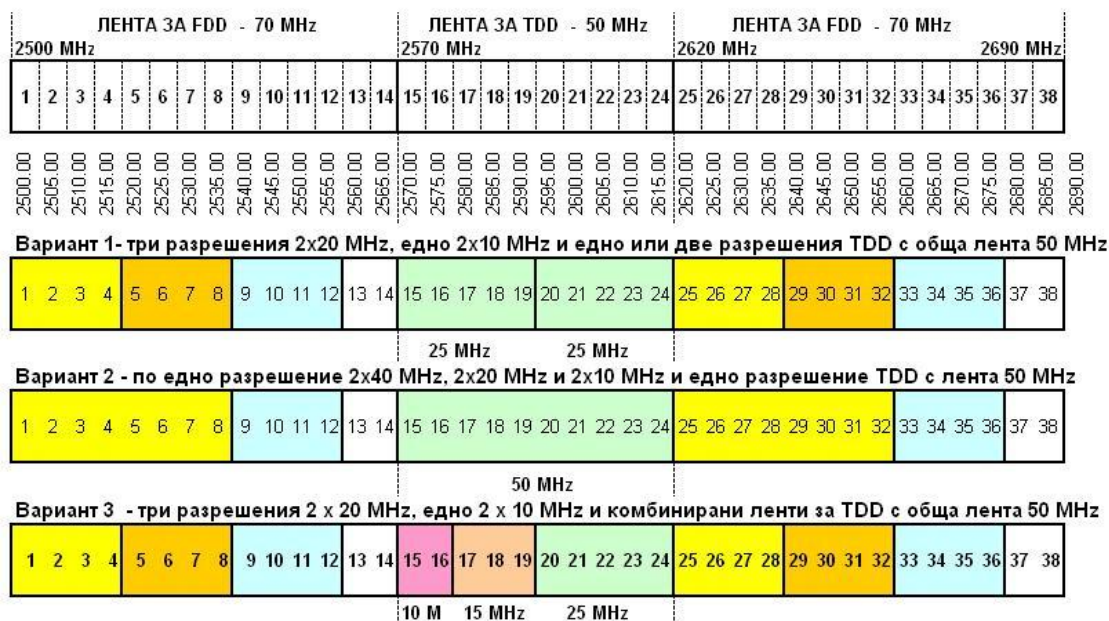 ЛЕНТА ЗА FDD - 70 MHz ЛЕНТА ЗА TDD - 50 MHz ЛЕНТА ЗА FDD - 70 MHz
2500 MHz 2570 MHz 2620 MHz 2690 MHz
1 2 3 4 5 6 7 8 9 10 11 12 13 14 15 16 17 18 19 20 21 22 23 24 25 26 27 28 29 30 31 32 33 34 35 36 37 38
2500.00 2505.00 2510.00 2515.00 2520.00 2525.00 2530.00 2535.00 2540.00 2545.00 2550.00 2555.00 2560.00 2565.00 2570.00 2575.00 2580.00 2585.00 2590.00 2595.00 2600.00 2605.00 2610.00 2615.00 2620.00 2625.00 2630.00 2635.00 2640.00 2645.00 2650.00 2655.00 2660.00 2665.00 2670.00 2675.00 2680.00 2685.00 2690.00
Вариант 1- три разрешения 2x20 MHz, едно 2x10 MHz и едно или две разрешения TDD с обща лента 50 MHz
1 2 3 4 5 6 7 8 9 10 11 12 13 14 15 16 17 18 19 20 21 22 23 24 25 26 27 28 29 30 31 32 33 34 35 36 37 38
25 MHz 25 MHz
Вариант 2 - по едно разрешение 2x40 MHz, 2x20 MHz и 2x10 MHz и едно разрешение TDD с лента 50 MHz
1 2 3 4 5 6 7 8 9 10 11 12 13 14 15 16 17 18 19 20 21 22 23 24 25 26 27 28 29 30 31 32 33 34 35 36 37 38
50 MHz
Вариант 3 - три разрешения 2 x 20 MHz, едно 2 x 10 MHz и комбинирани ленти за TDD с обща лента 50 MHz
1 2 3 4 5 6 7 8 9 10 11 12 13 14 15 16 17 18 19 20 21 22 23 24 25 26 27 28 29 30 31 32 33 34 35 36 37 38
10 M 15 MHz 25 MHz